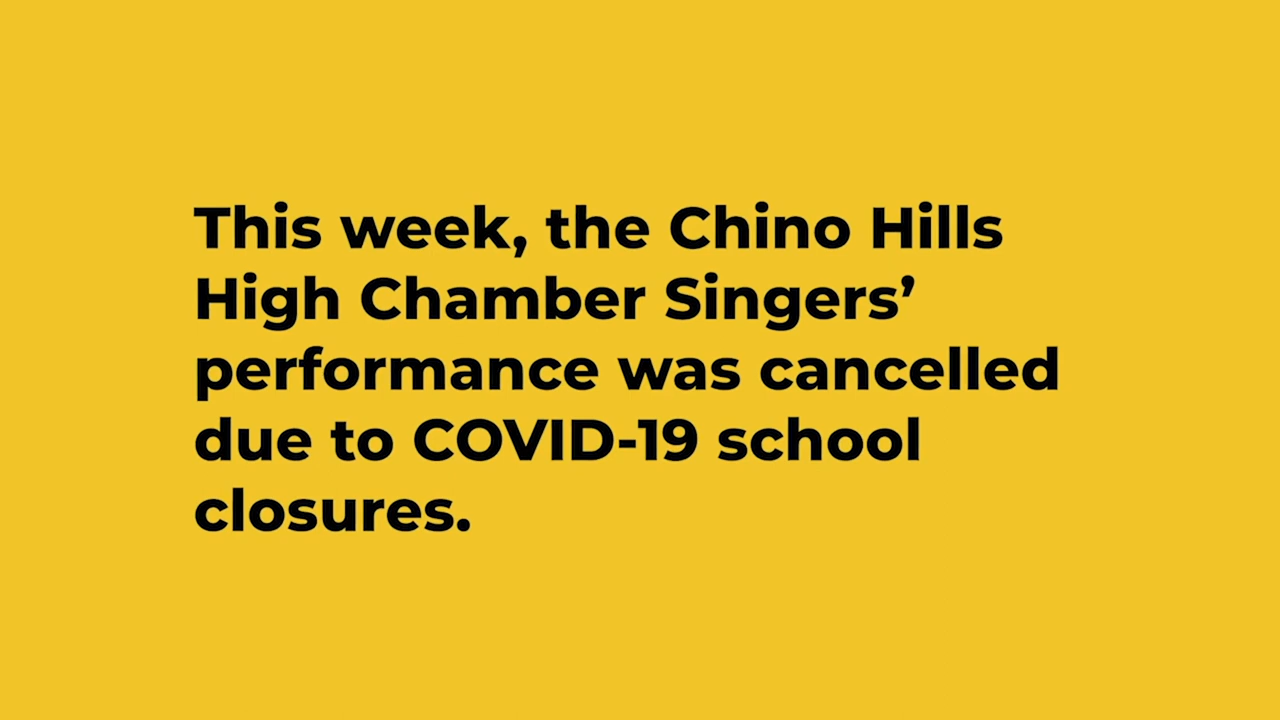 This week, the Chino Hills
High Chamber Singers’
performance was cancelled
due to COVID-19 school
closures.